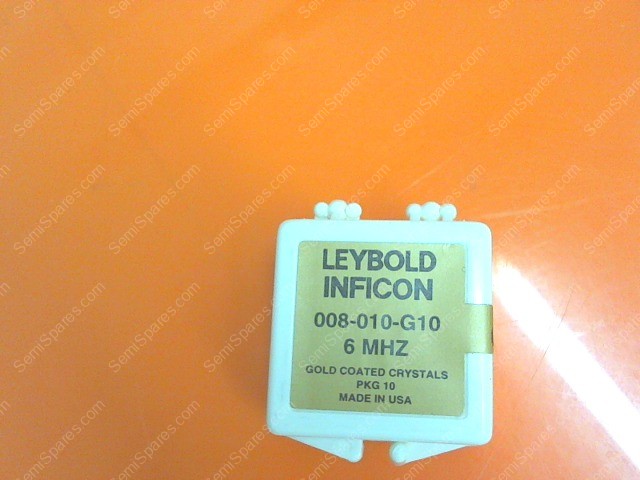 LEYBOLD
INFICON
008-010-G10
6 MHZ
GOLD COATED CRYSTALS
PKG 10
MADE IN USA
SemiSpares.com